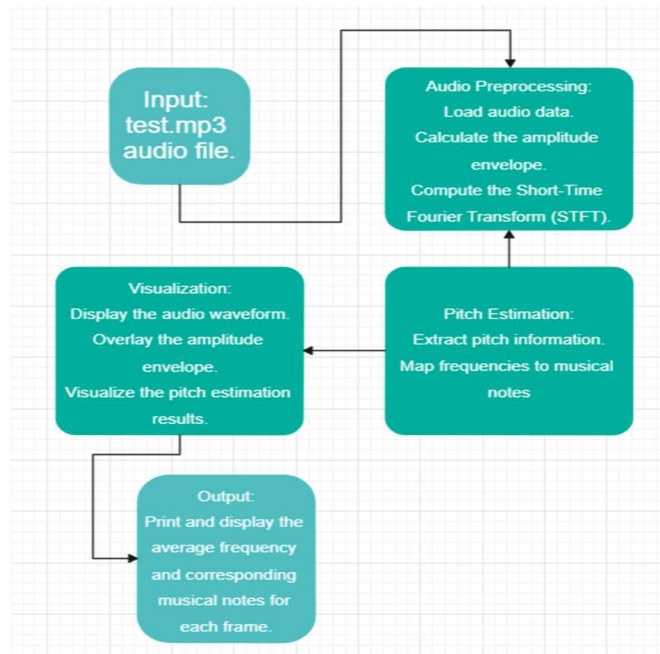 Input:
test.mp3
audio file.
Audio Preprocessing:
Load audio data.
Calculate the amplitude
envelope.
Compute the Short-Time
Fourier Transform (STFT).
Visualization:
Display the audio waveform.
Overlay the amplitude
envelope.
Visualize the pitch estimation
results.
Pitch Estimation:
Extract pitch information.
Map frequencies to musical
notes
Output:
Print and display the
average frequency
and corresponding
musical notes for
each frame.